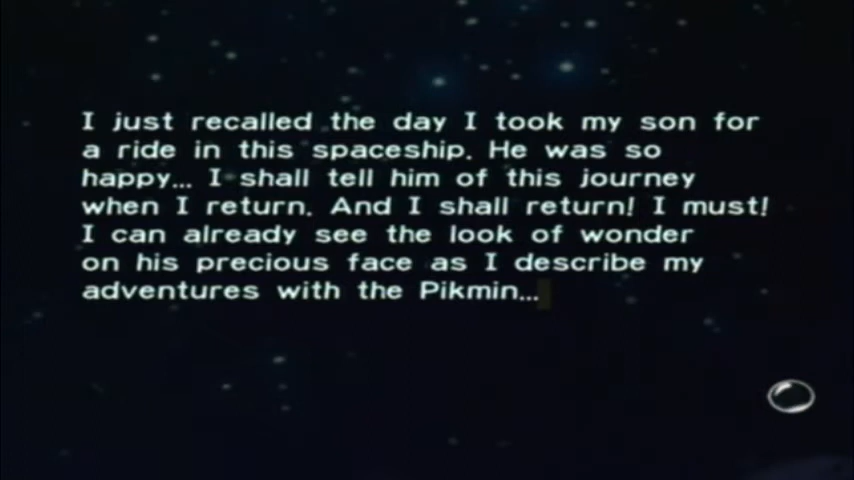 I just recalled the day I took my son for
a ride in this spaceship. He was so
happy... I shall tell him of this journey
when I return. And I shall return! I must!
I can already see the look of wonder
on his precious face as I describe my
adventures with the Pikmin...